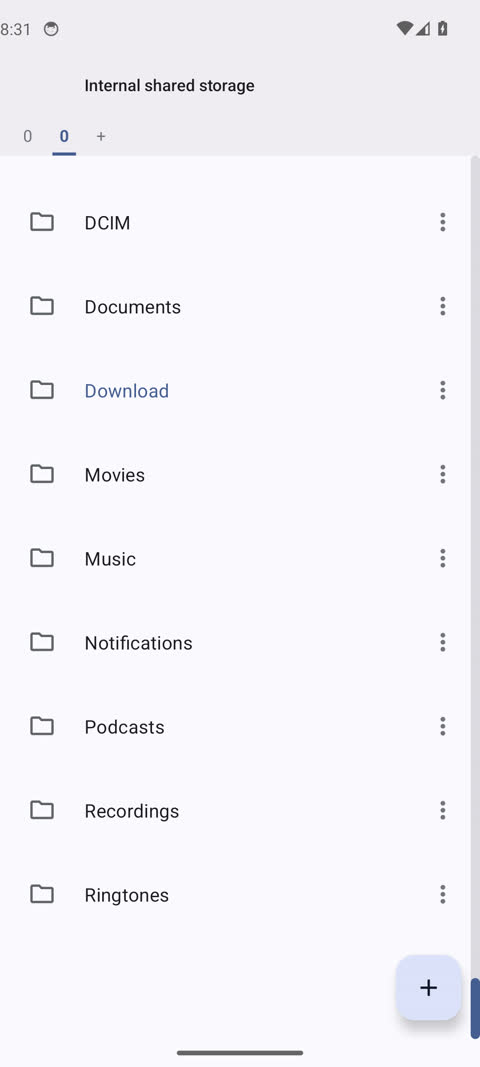 8:31
Internal shared storage
0 0 +
DCIM
Documents
Download
Movies
Music
Notifications
Podcasts
Recordings
Ringtones
+